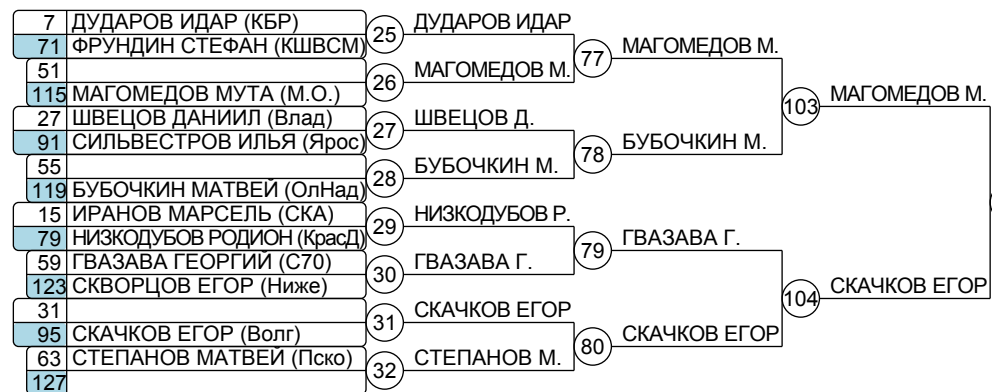 7 ДУДАРОВ ИДАР (КБР)
71 ФРУНДИН СТЕФАН (КШВСМ)
25 ДУДАРОВ ИДАР
51
115 МАГОМЕДОВ МУТА (М.О.)
26 МАГОМЕДОВ М.
77 МАГОМЕДОВ М.
27 ШВЕЦОВ ДАНИИЛ (Влад)
91 СИЛЬВЕСТРОВ ИЛЬЯ (Ярос)
27 ШВЕЦОВ Д.
55
119 БУБОЧКИН МАТВЕЙ (ОлНад)
28 БУБОЧКИН М.
78 БУБОЧКИН М.
103 МАГОМЕДОВ М.
15 ИРАНОВ МАРСЕЛЬ (СКА)
79 НИЗКОДУБОВ РОДИОН (КрасД)
29 НИЗКОДУБОВ Р.
59 ГВАЗАВА ГЕОРГИЙ (С70)
123 СКВОРЦОВ ЕГОР (Ниже)
30 ГВАЗАВА Г.
79 ГВАЗАВА Г.
31
95 СКАЧКОВ ЕГОР (Волг)
31 СКАЧКОВ ЕГОР
63 СТЕПАНОВ МАТВЕЙ (Пско)
127
32 СТЕПАНОВ М.
80 СКАЧКОВ ЕГОР
104 СКАЧКОВ ЕГОР